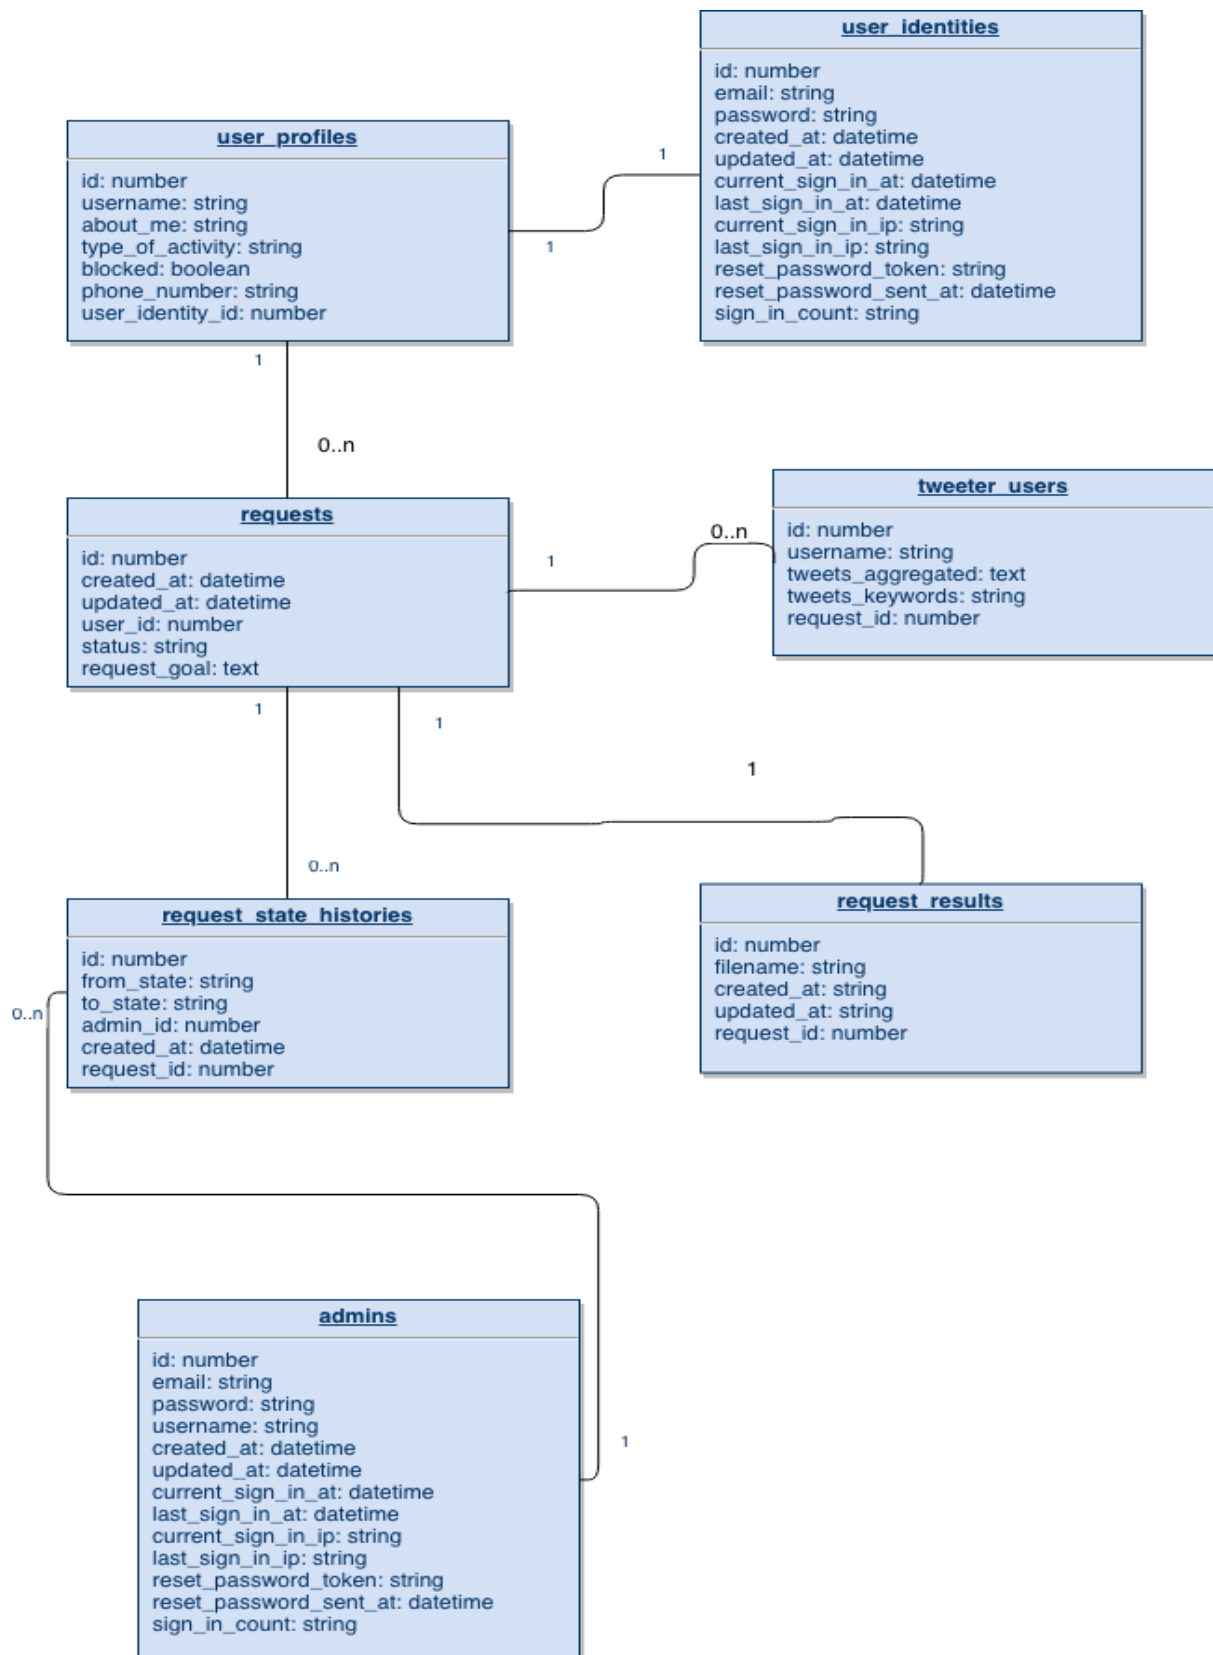 user_identities
id: number
email: string
password: string
created_at: datetime
updated_at: datetime
current_sign_in_at: datetime
last_sign_in_at: datetime
current_sign_in_ip: string
last_sign_in_ip: string
reset_password_token: string
reset_password_sent_at: datetime
sign_in_count: string
user_profiles
id: number
username: string
about_me: string
type_of_activity: string
blocked: boolean
phone_number: string
user_identity_id: number
1
1
1
0..n
requests
id: number
created_at: datetime
updated_at: datetime
user_id: number
status: string
request_goal: text
1
0..n
tweeter_users
id: number
username: string
tweets_aggregated: text
tweets_keywords: string
request_id: number
1
1
1
0..n
request_state_histories
id: number
from_state: string
to_state: string
admin_id: number
created_at: datetime
request_id: number
request_results
id: number
filename: string
created_at: string
updated_at: string
request_id: number
0..n
1
admins
id: number
email: string
password: string
username: string
created_at: datetime
updated_at: datetime
current_sign_in_at: datetime
last_sign_in_at: datetime
current_sign_in_ip: string
last_sign_in_ip: string
reset_password_token: string
reset_password_sent_at: datetime
sign_in_count: string